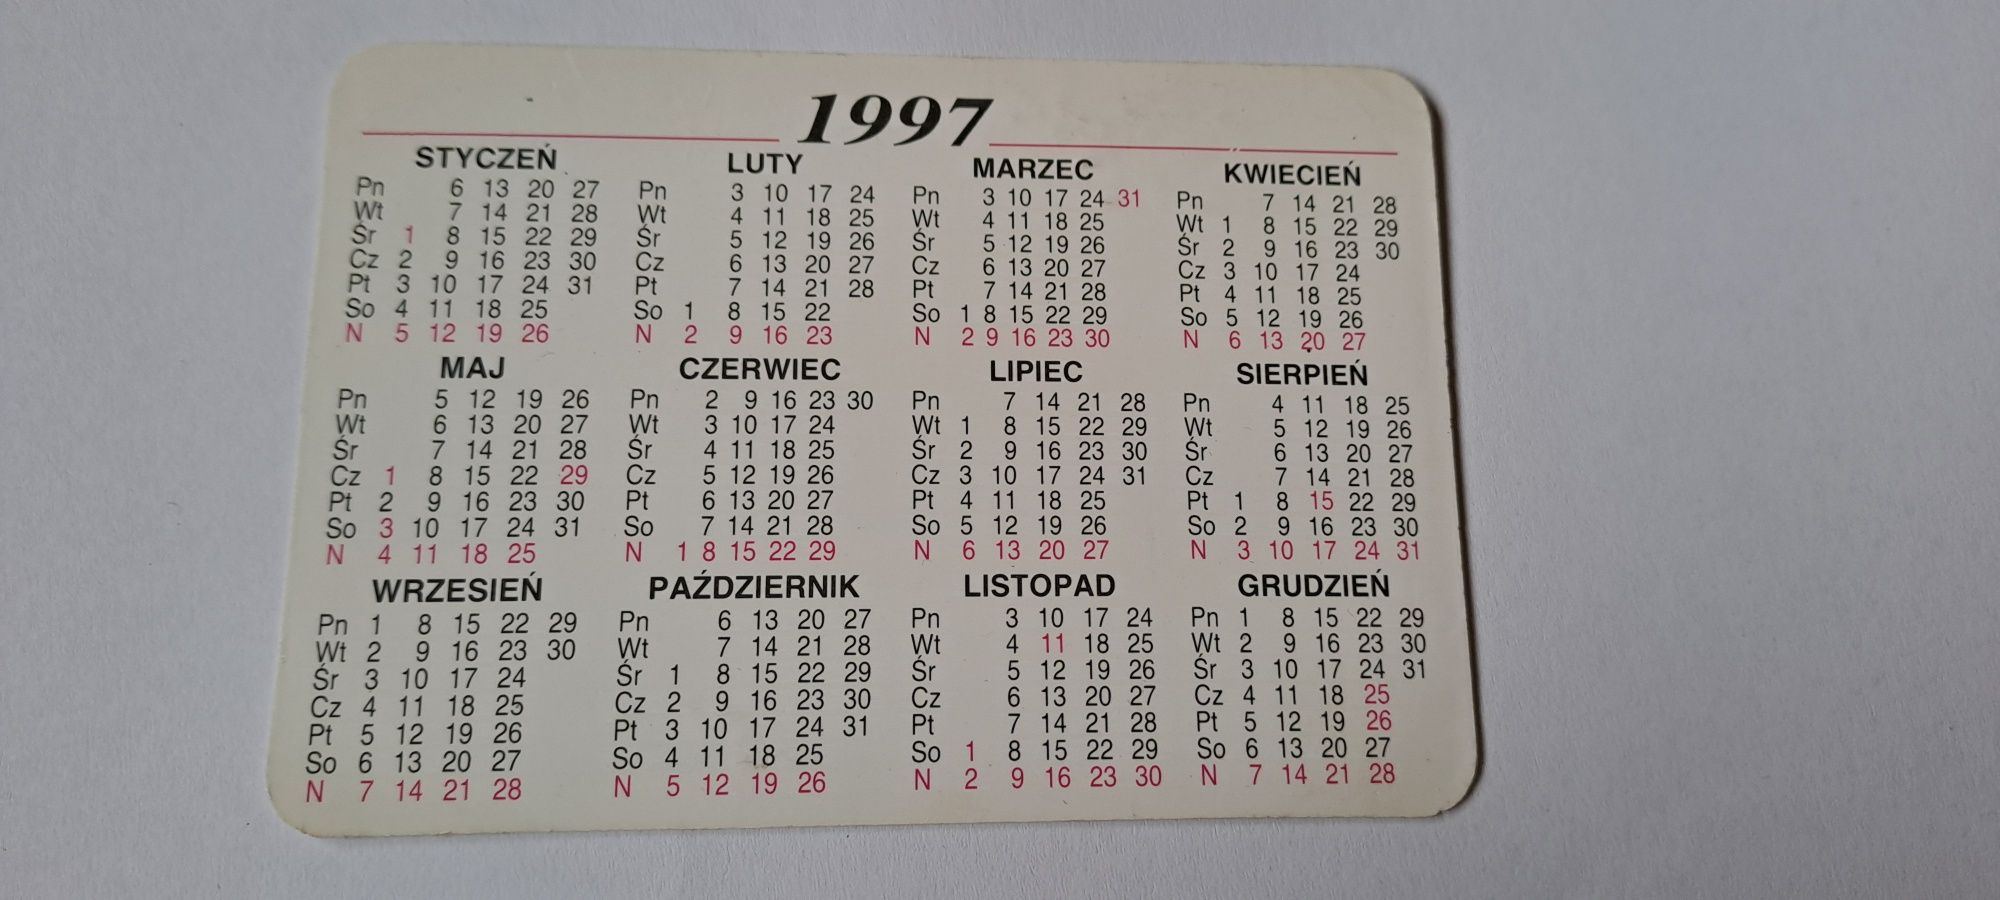 1997
STYCZEŃ LUTY MARZEC KWIECIEŃ
Pn 6 13 20 27 Pn 3 10 17 24 Pn 3 10 17 24 31 Pn 7 14 21 28
Wt 7 14 21 28 Wt 4 11 18 25 Wt 4 11 18 25 Wt 1 8 15 22 29
Śr 1 8 15 22 29 Śr 5 12 19 26 Śr 5 12 19 26 Śr 2 9 16 23 30
Cz 2 9 16 23 30 Cz 6 13 20 27 Cz 6 13 20 27 Cz 3 10 17 24
Pt 3 10 17 24 31 Pt 7 14 21 28 Pt 7 14 21 28 Pt 4 11 18 25
So 4 11 18 25 So 1 8 15 22 So 1 8 15 22 29 So 5 12 19 26
N 5 12 19 26 N 2 9 16 23 N 2 9 16 23 30 N 6 13 20 27
MAJ CZERWIEC LIPIEC SIERPIEŃ
Pn 5 12 19 26 Pn 2 9 16 23 30 Pn 7 14 21 28 Pn 4 11 18 25
Wt 6 13 20 27 Wt 3 10 17 24 Wt 1 8 15 22 29 Wt 5 12 19 26
Śr 7 14 21 28 Śr 4 11 18 25 Śr 2 9 16 23 30 Śr 6 13 20 27
Cz 1 8 15 22 29 Cz 5 12 19 26 Cz 3 10 17 24 31 Cz 7 14 21 28
Pt 2 9 16 23 30 Pt 6 13 20 27 Pt 4 11 18 25 Pt 1 8 15 22 29
So 3 10 17 24 31 So 7 14 21 28 So 5 12 19 26 So 2 9 16 23 30
N 4 11 18 25 N 1 8 15 22 29 N 6 13 20 27 N 3 10 17 24 31
WRZESIEŃ PAŹDZIERNIK LISTOPAD GRUDZIEŃ
Pn 1 8 15 22 29 Pn 6 13 20 27 Pn 3 10 17 24 Pn 1 8 15 22 29
Wt 2 9 16 23 30 Wt 7 14 21 28 Wt 4 11 18 25 Wt 2 9 16 23 30
Śr 3 10 17 24 Śr 1 8 15 22 29 Śr 5 12 19 26 Śr 3 10 17 24 31
Cz 4 11 18 25 Cz 2 9 16 23 30 Cz 6 13 20 27 Cz 4 11 18 25
Pt 5 12 19 26 Pt 3 10 17 24 31 Pt 7 14 21 28 Pt 5 12 19 26
So 6 13 20 27 So 4 11 18 25 So 1 8 15 22 29 So 6 13 20 27
N 7 14 21 28 N 5 12 19 26 N 2 9 16 23 30 N 7 14 21 28